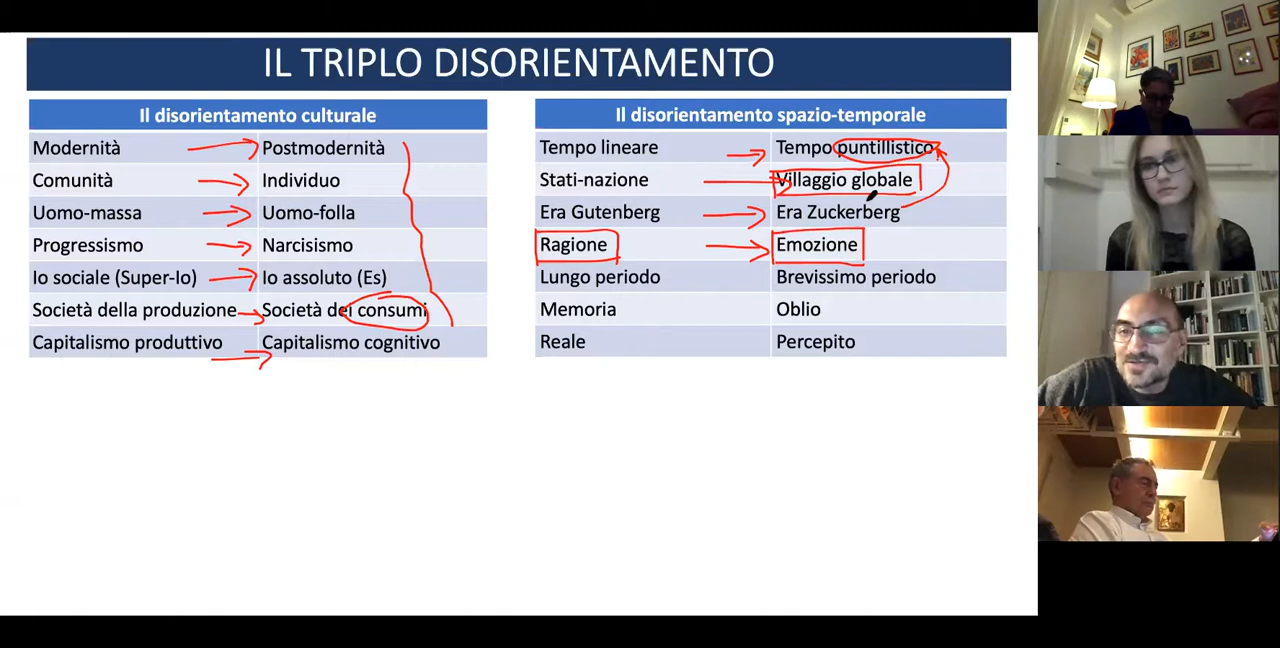 IL TRIPLO DISORIENTAMENTO
Il disorientamento culturale
Modernità Postmodernità
Comunità Individuo
Uomo-massa Uomo-folla
Progressismo Narcisismo
Io sociale (Super-Io) Io assoluto (Es)
Società della produzione Società dei consumi
Capitalismo produttivo Capitalismo cognitivo
Il disorientamento spazio-temporale
Tempo lineare Tempo puntillistico
Stati-nazione Villaggio globale
Era Gutenberg Era Zuckerberg
Ragione Emozione
Lungo periodo Brevissimo periodo
Memoria Oblio
Reale Percepito